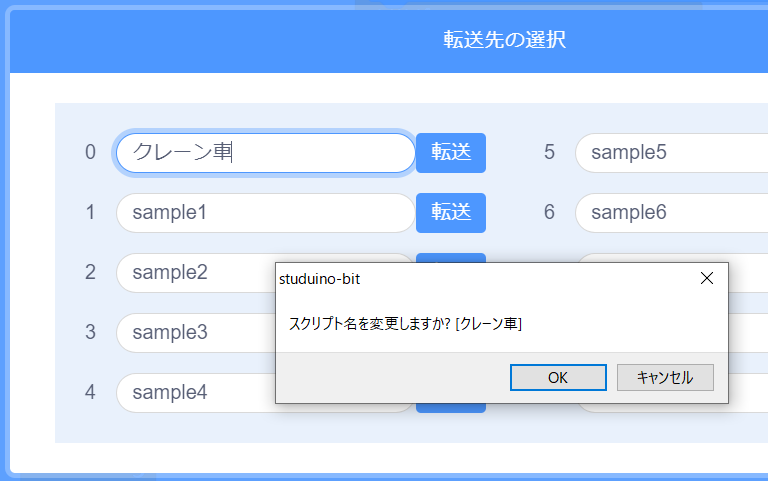 転送先の選択
0 クレーン車 転送 5 sample5
1 sample1 転送 6 sample6
2 sample2
studuino-bit
スクリプト名を変更しますか? [クレーン車]
3 sample3
OK キャンセル
4 sample4